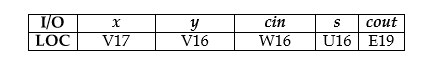 I/O x y cin s cout
LOC V17 V16 W16 U16 E19